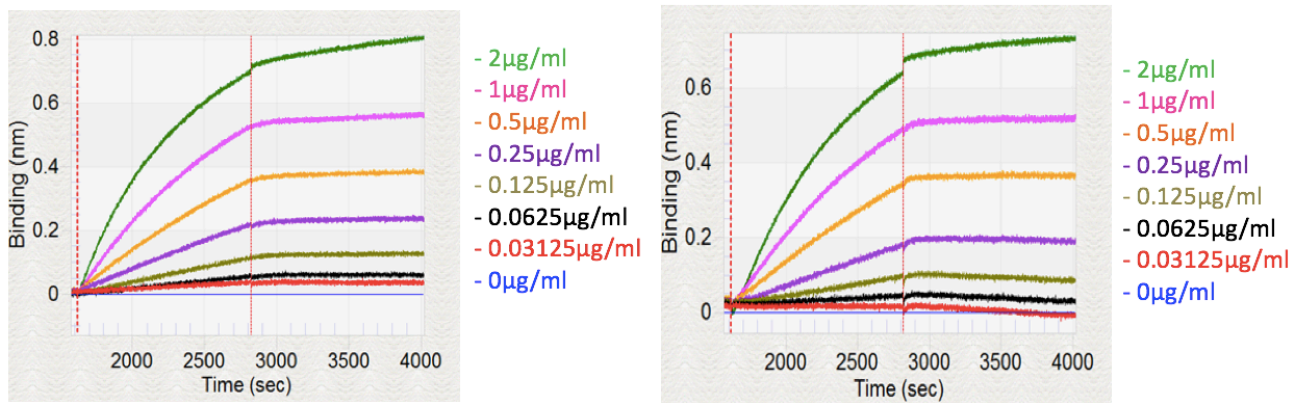 0.8
0.6
0.4
0.2
0
Binding (nm)
2000 2500 3000 3500 4000
Time (sec)
- 2µg/ml
- 1µg/ml
- 0.5µg/ml
- 0.25µg/ml
- 0.125µg/ml
- 0.0625µg/ml
- 0.03125µg/ml
- 0µg/ml
0.6
0.4
0.2
0
Binding (nm)
2000 2500 3000 3500 4000
Time (sec)
- 2µg/ml
- 1µg/ml
- 0.5µg/ml
- 0.25µg/ml
- 0.125µg/ml
- 0.0625µg/ml
- 0.03125µg/ml
- 0µg/ml